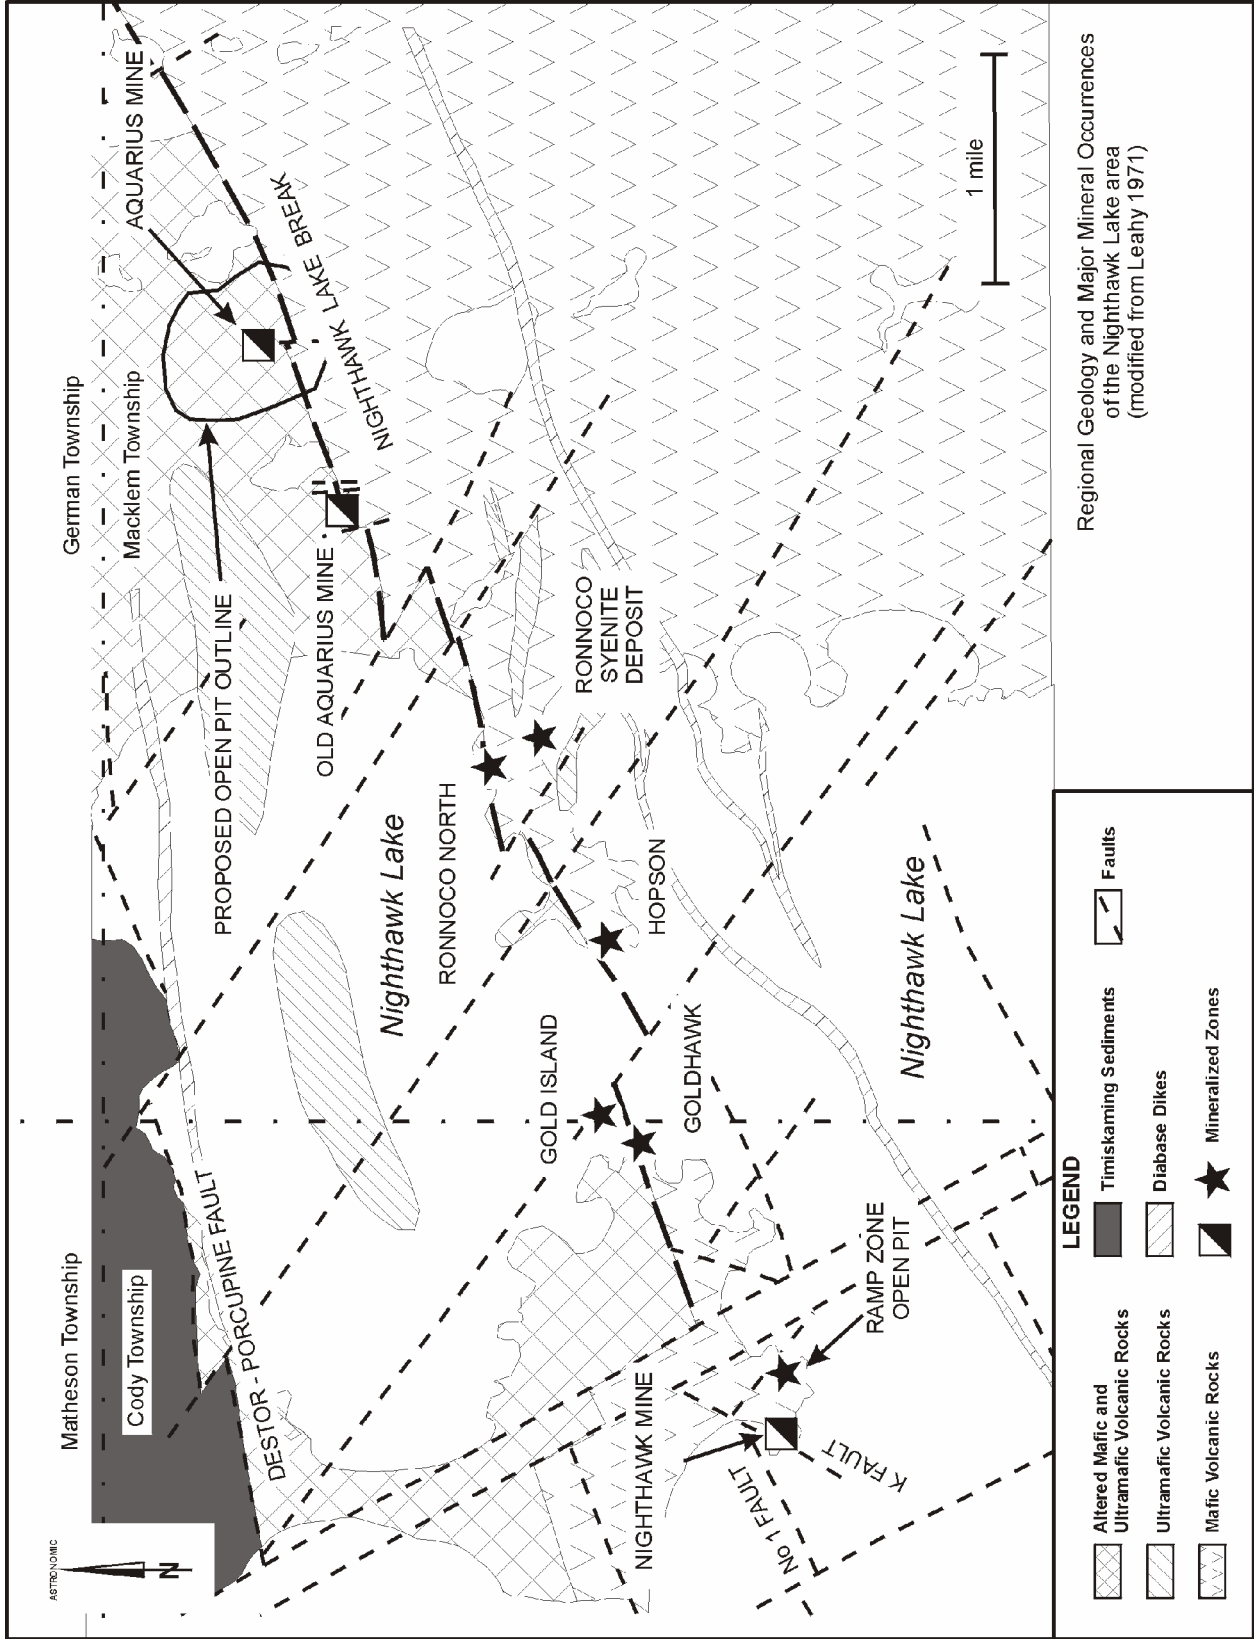 Matheson Township
German Township
Cody Township
Macklem Township
ASTRONOMIC
N
DESTOR - PORCUPINE FAULT
PROPOSED OPEN PIT OUTLINE
AQUARIUS MINE
NIGHTHAWK LAKE BREAK
OLD AQUARIUS MINE
Nighthawk Lake
RONNOCO NORTH
RONNOCO
SYENITE
DEPOSIT
GOLD ISLAND
HOPSON
GOLDHAWK
NIGHTHAWK MINE
No 1 FAULT
K FAULT
RAMP ZONE
OPEN PIT
Nighthawk Lake
1 mile
LEGEND
Altered Mafic and
Ultramafic Volcanic Rocks
Ultramafic Volcanic Rocks
Mafic Volcanic Rocks
Timiskaming Sediments
Diabase Dikes
Mineralized Zones
Faults
Regional Geology and Major Mineral Occurrences
of the Nighthawk Lake area
(modified from Leahy 1971)